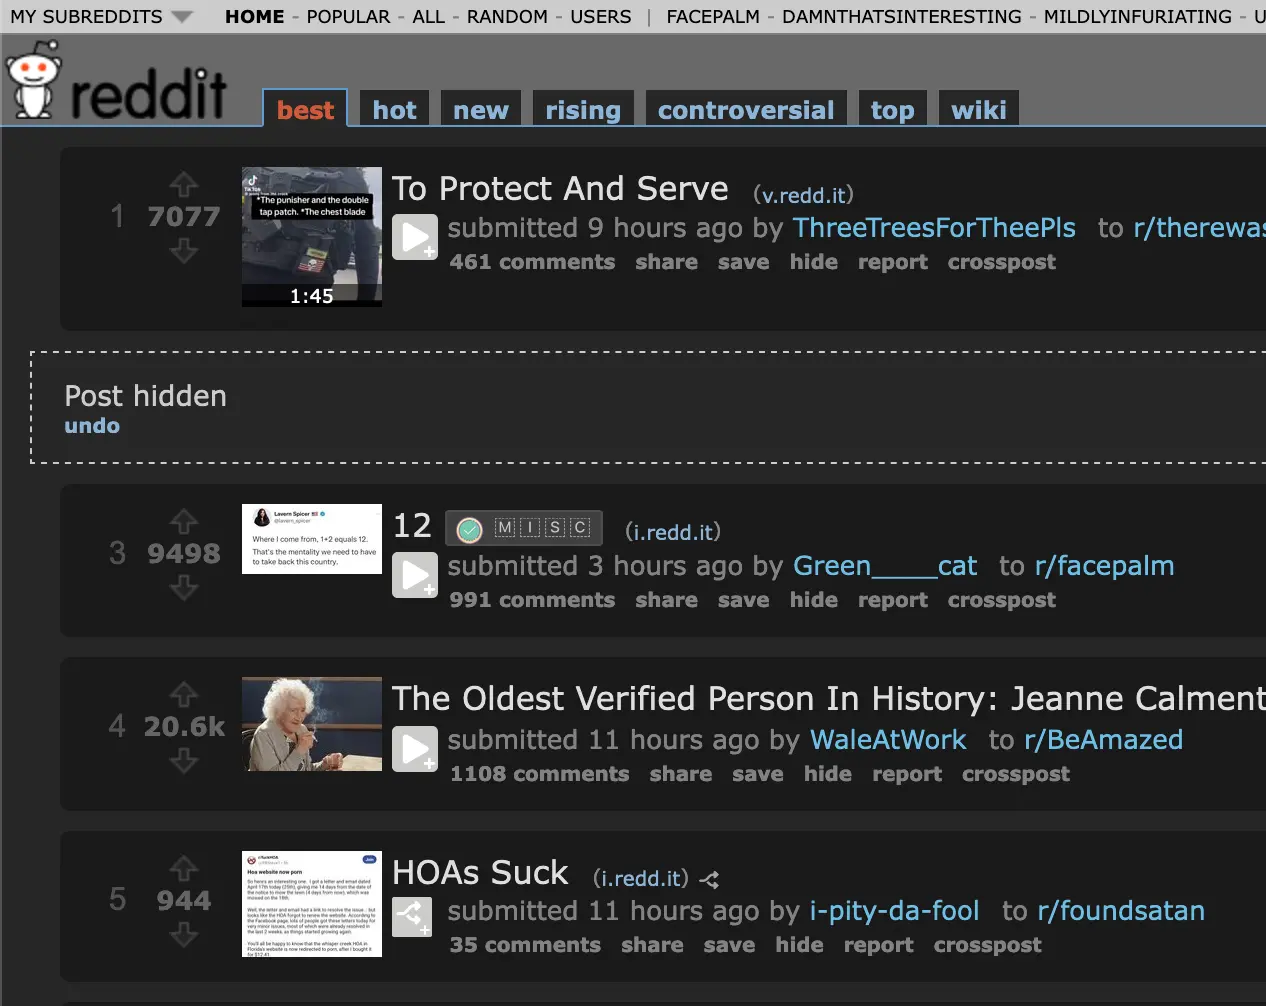 MY SUBREDDITS HOME - POPULAR - ALL - RANDOM - USERS | FACEPALM - DAMNTHATSINTERESTING - MILDLYINFURIATING - U
reddit best hot new rising controversial top wiki
TikTok
*The punisher and the double
tap patch. *The chest blade
1:45
1
7077
To Protect And Serve (v.redd.it)
submitted 9 hours ago by ThreeTreesForTheePls to r/therewas
461 comments share save hide report crosspost
Post hidden
undo
3
9498
Lavern Spicer
@lavern_spicer
Where I come from, 1+2 equals 12.
That's the mentality we need to have
to take back this country.
12 MISC (i.redd.it)
submitted 3 hours ago by Green____cat to r/facepalm
991 comments share save hide report crosspost
4
20.6k
The Oldest Verified Person In History: Jeanne Calment
submitted 11 hours ago by WaleAtWork to r/BeAmazed
1108 comments share save hide report crosspost
5
944
Join
Hoa website now porn
HOAs Suck (i.redd.it)
submitted 11 hours ago by i-pity-da-fool to r/foundsatan
35 comments share save hide report crosspost